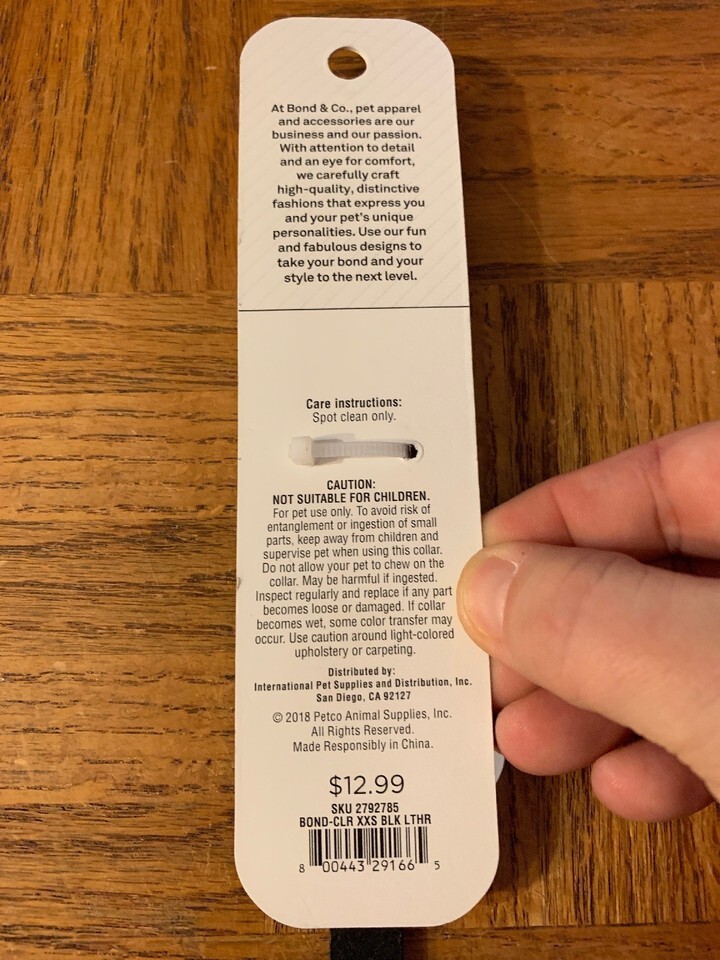 At Bond & Co., pet apparel
and accessories are our
business and our passion.
With attention to detail
and an eye for comfort,
we carefully craft
high-quality, distinctive
fashions that express you
and your pet's unique
personalities. Use our fun
and fabulous designs to
take your bond and your
style to the next level.
Care instructions:
Spot clean only.
CAUTION:
NOT SUITABLE FOR CHILDREN.
For pet use only. To avoid risk of
entanglement or ingestion of small
parts, keep away from children and
supervise pet when using this collar.
Do not allow your pet to chew on the
collar. May be harmful if ingested.
Inspect regularly and replace if any part
becomes loose or damaged. If collar
becomes wet, some color transfer may
occur. Use caution around light-colored
upholstery or carpeting.
Distributed by:
International Pet Supplies and Distribution, Inc.
San Diego, CA 92127
© 2018 Petco Animal Supplies, Inc.
All Rights Reserved.
Made Responsibly in China.
$12.99
SKU 2792785
BOND-CLR XXS BLK LTHR
8 00443 29166 5